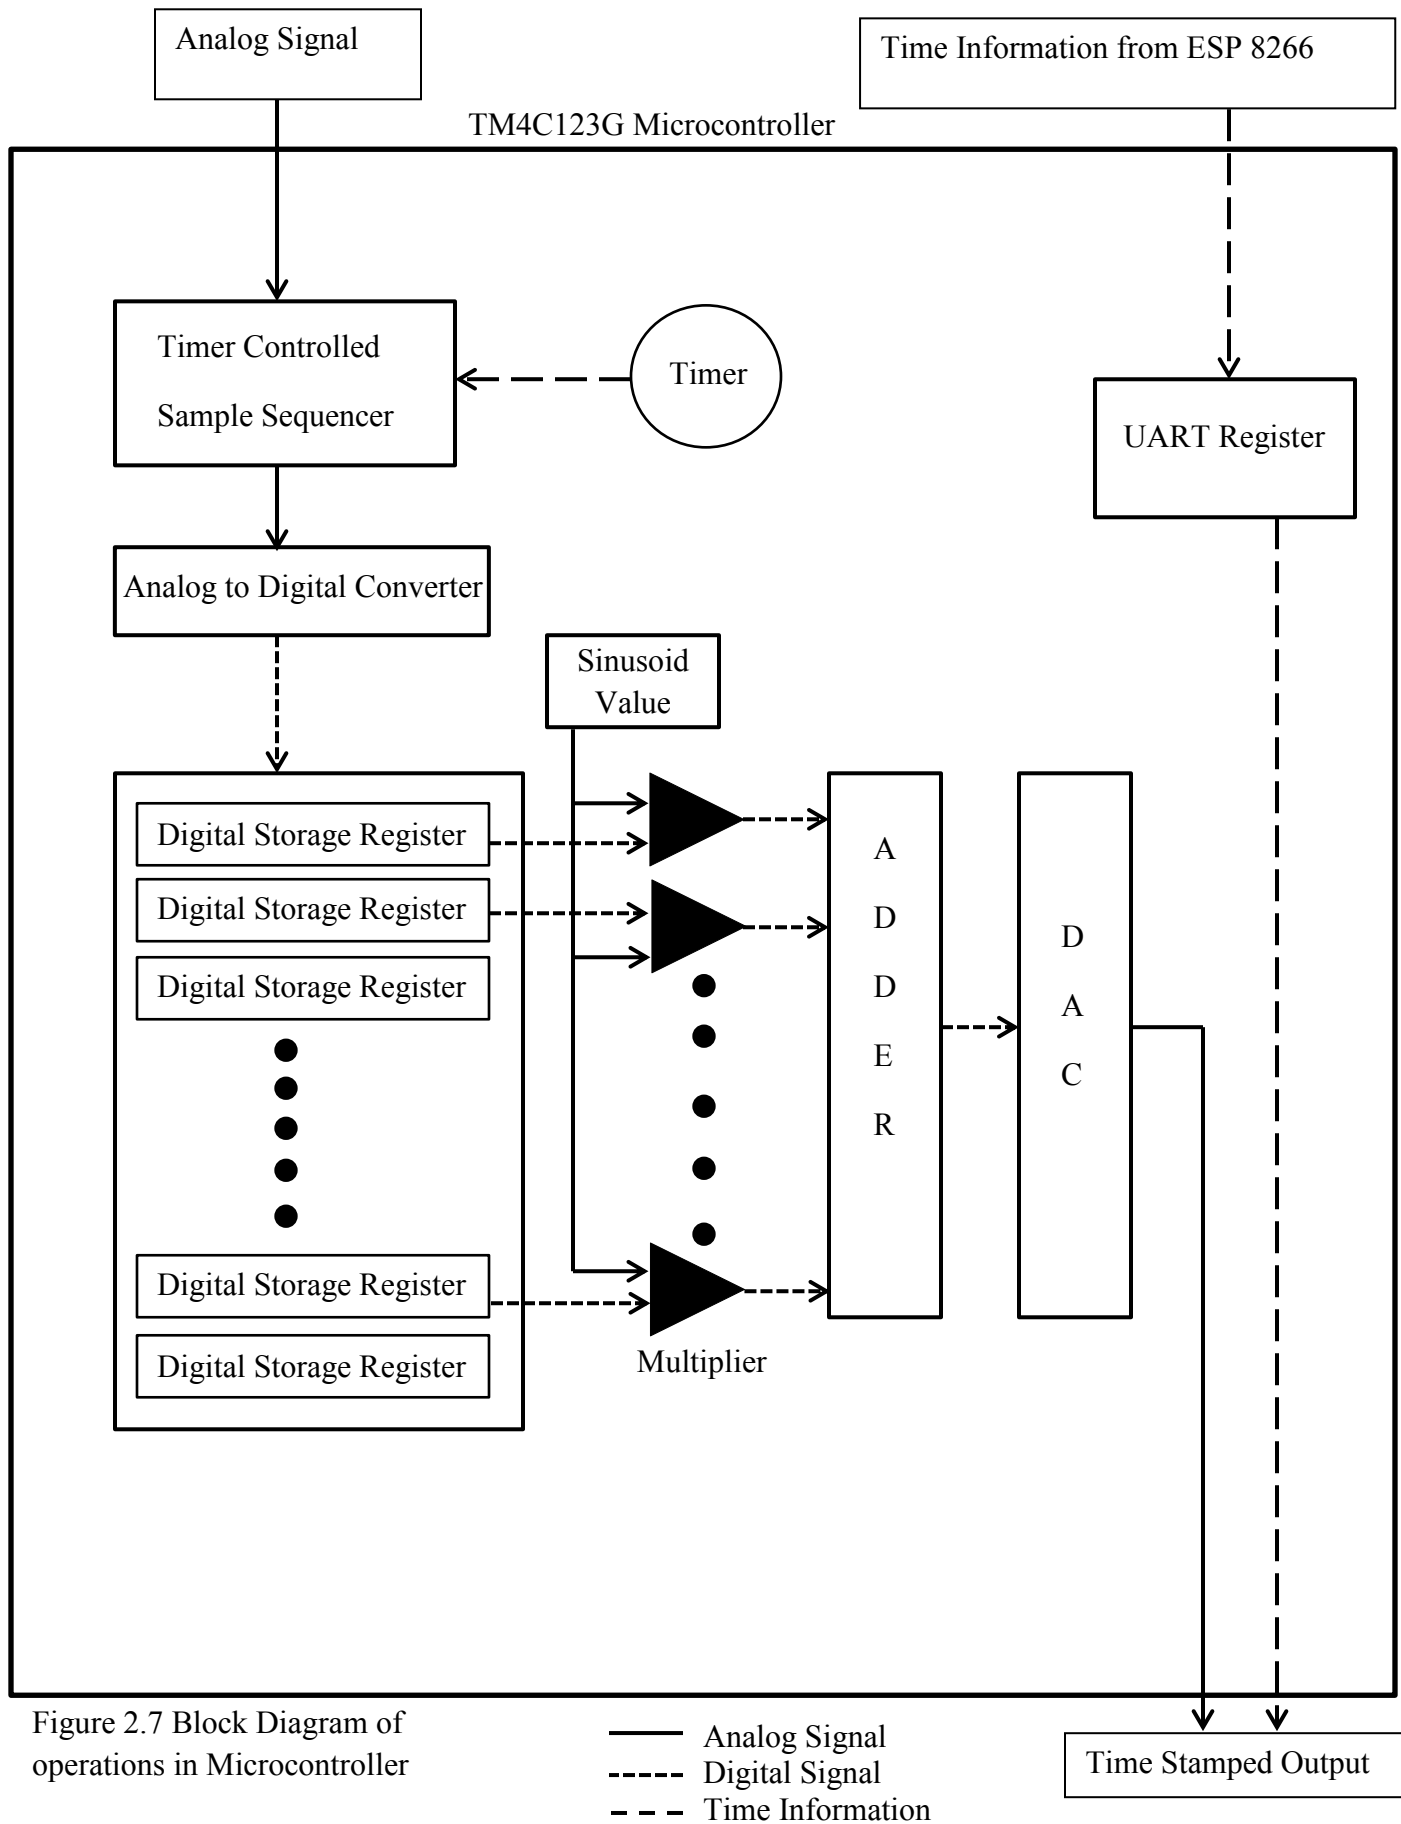 Analog Signal
Time Information from ESP 8266
TM4C123G Microcontroller
Timer Controlled
Sample Sequencer
Timer
UART Register
Analog to Digital Converter
Sinusoid
Value
Digital Storage Register
Digital Storage Register
Digital Storage Register
Digital Storage Register
Digital Storage Register
Multiplier
A
D
D
E
R
D
A
C
Figure 2.7 Block Diagram of
operations in Microcontroller
Analog Signal
Digital Signal
Time Information
Time Stamped Output